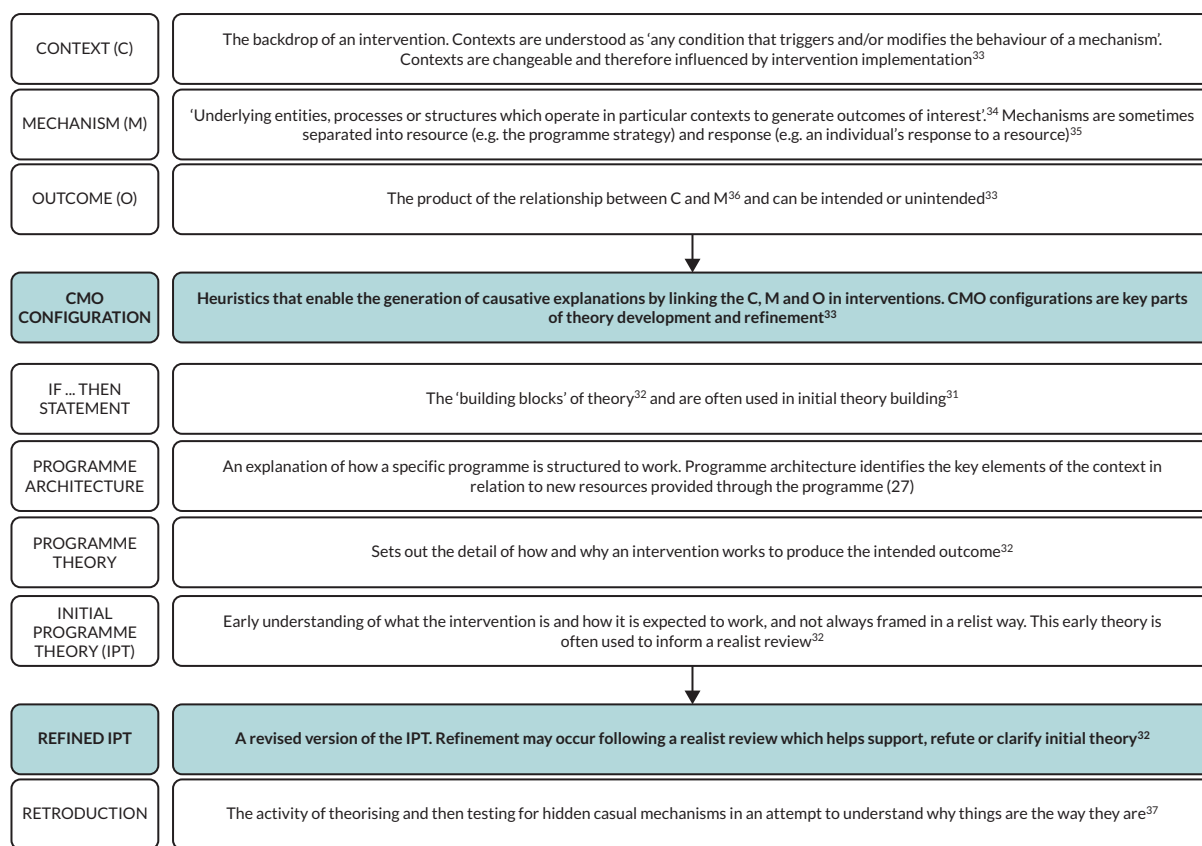 CONTEXT (C)
The backdrop of an intervention. Contexts are understood as ‘any condition that triggers and/or modifies the behaviour of a mechanism’.
Contexts are changeable and therefore influenced by intervention implementation33
MECHANISM (M)
‘Underlying entities, processes or structures which operate in particular contexts to generate outcomes of interest’.34 Mechanisms are sometimes
separated into resource (e.g. the programme strategy) and response (e.g. an individual’s response to a resource)35
OUTCOME (O)
The product of the relationship between C and M36 and can be intended or unintended33
CMO
CONFIGURATION
Heuristics that enable the generation of causative explanations by linking the C, M and O in interventions. CMO configurations are key parts
of theory development and refinement33
IF ... THEN
STATEMENT
The ‘building blocks’ of theory32 and are often used in initial theory building31
PROGRAMME
ARCHITECTURE
An explanation of how a specific programme is structured to work. Programme architecture identifies the key elements of the context in
relation to new resources provided through the programme (27)
PROGRAMME
THEORY
Sets out the detail of how and why an intervention works to produce the intended outcome32
INITIAL
PROGRAMME
THEORY (IPT)
Early understanding of what the intervention is and how it is expected to work, and not always framed in a relist way. This early theory is
often used to inform a realist review32
REFINED IPT
A revised version of the IPT. Refinement may occur following a realist review which helps support, refute or clarify initial theory32
RETRODUCTION
The activity of theorising and then testing for hidden casual mechanisms in an attempt to understand why things are the way they are37